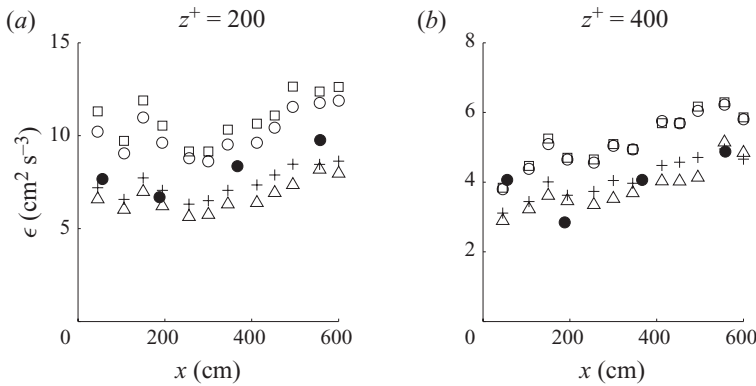 (a) z+ = 200
15
10
5
0 200 400 600
ϵ (cm² s⁻³)
x (cm)
(b) z+ = 400
8
6
4
2
0 200 400 600
x (cm)